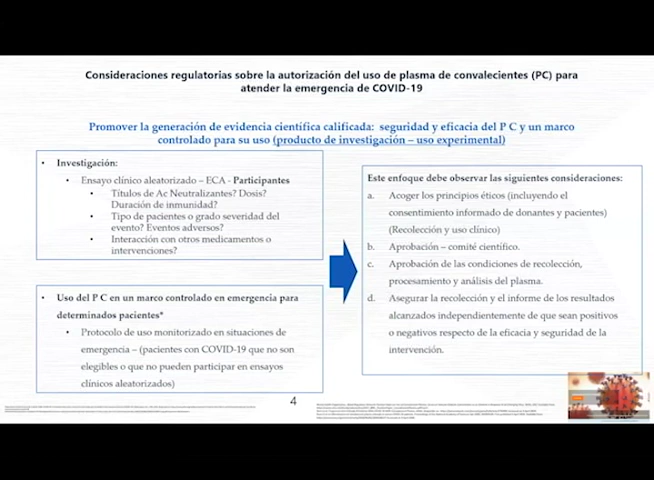 Consideraciones regulatorias sobre la autorización del uso de plasma de convalecientes (PC) para
atender la emergencia de COVID-19
Promover la generación de evidencia científica calificada: seguridad y eficacia del P C y un marco
controlado para su uso (producto de investigación – uso experimental)
• Investigación:
• Ensayo clínico aleatorizado – ECA - Participantes
• Títulos de Ac Neutralizantes? Dosis?
Duración de inmunidad?
• Tipo de pacientes o grado severidad del
evento? Eventos adversos?
• Interacción con otros medicamentos o
intervenciones?
• Uso del P C en un marco controlado en emergencia para
determinados pacientes*
• Protocolo de uso monitorizado en situaciones de
emergencia – (pacientes con COVID-19 que no son
elegibles o que no pueden participar en ensayos
clínicos aleatorizados)
Este enfoque debe observar las siguientes consideraciones:
a. Acoger los principios éticos (incluyendo el
consentimiento informado de donantes y pacientes)
(Recolección y uso clínico)
b. Aprobación – comité científico.
c. Aprobación de las condiciones de recolección,
procesamiento y análisis del plasma.
d. Asegurar la recolección y el informe de los resultados
alcanzados independientemente de que sean positivos
o negativos respecto de la eficacia y seguridad de la
intervención.
4